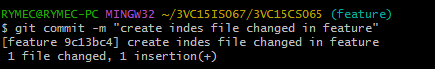 RYMEC@RYMEC-PC MINGW32 ~/3VC15IS067/3VC15CS065 (feature)
$ git commit -m "create indes file changed in feature"
[feature 9c13bc4] create indes file changed in feature
 1 file changed, 1 insertion(+)